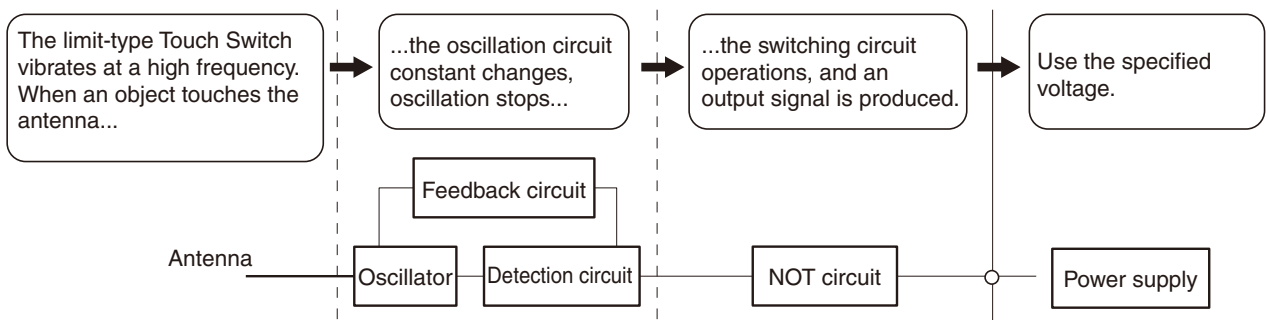 The limit-type Touch Switch
vibrates at a high frequency.
When an object touches the
antenna...
...the oscillation circuit
constant changes,
oscillation stops...
...the switching circuit
operations, and an
output signal is produced.
Use the specified
voltage.
Feedback circuit
Antenna
Oscillator
Detection circuit
NOT circuit
Power supply